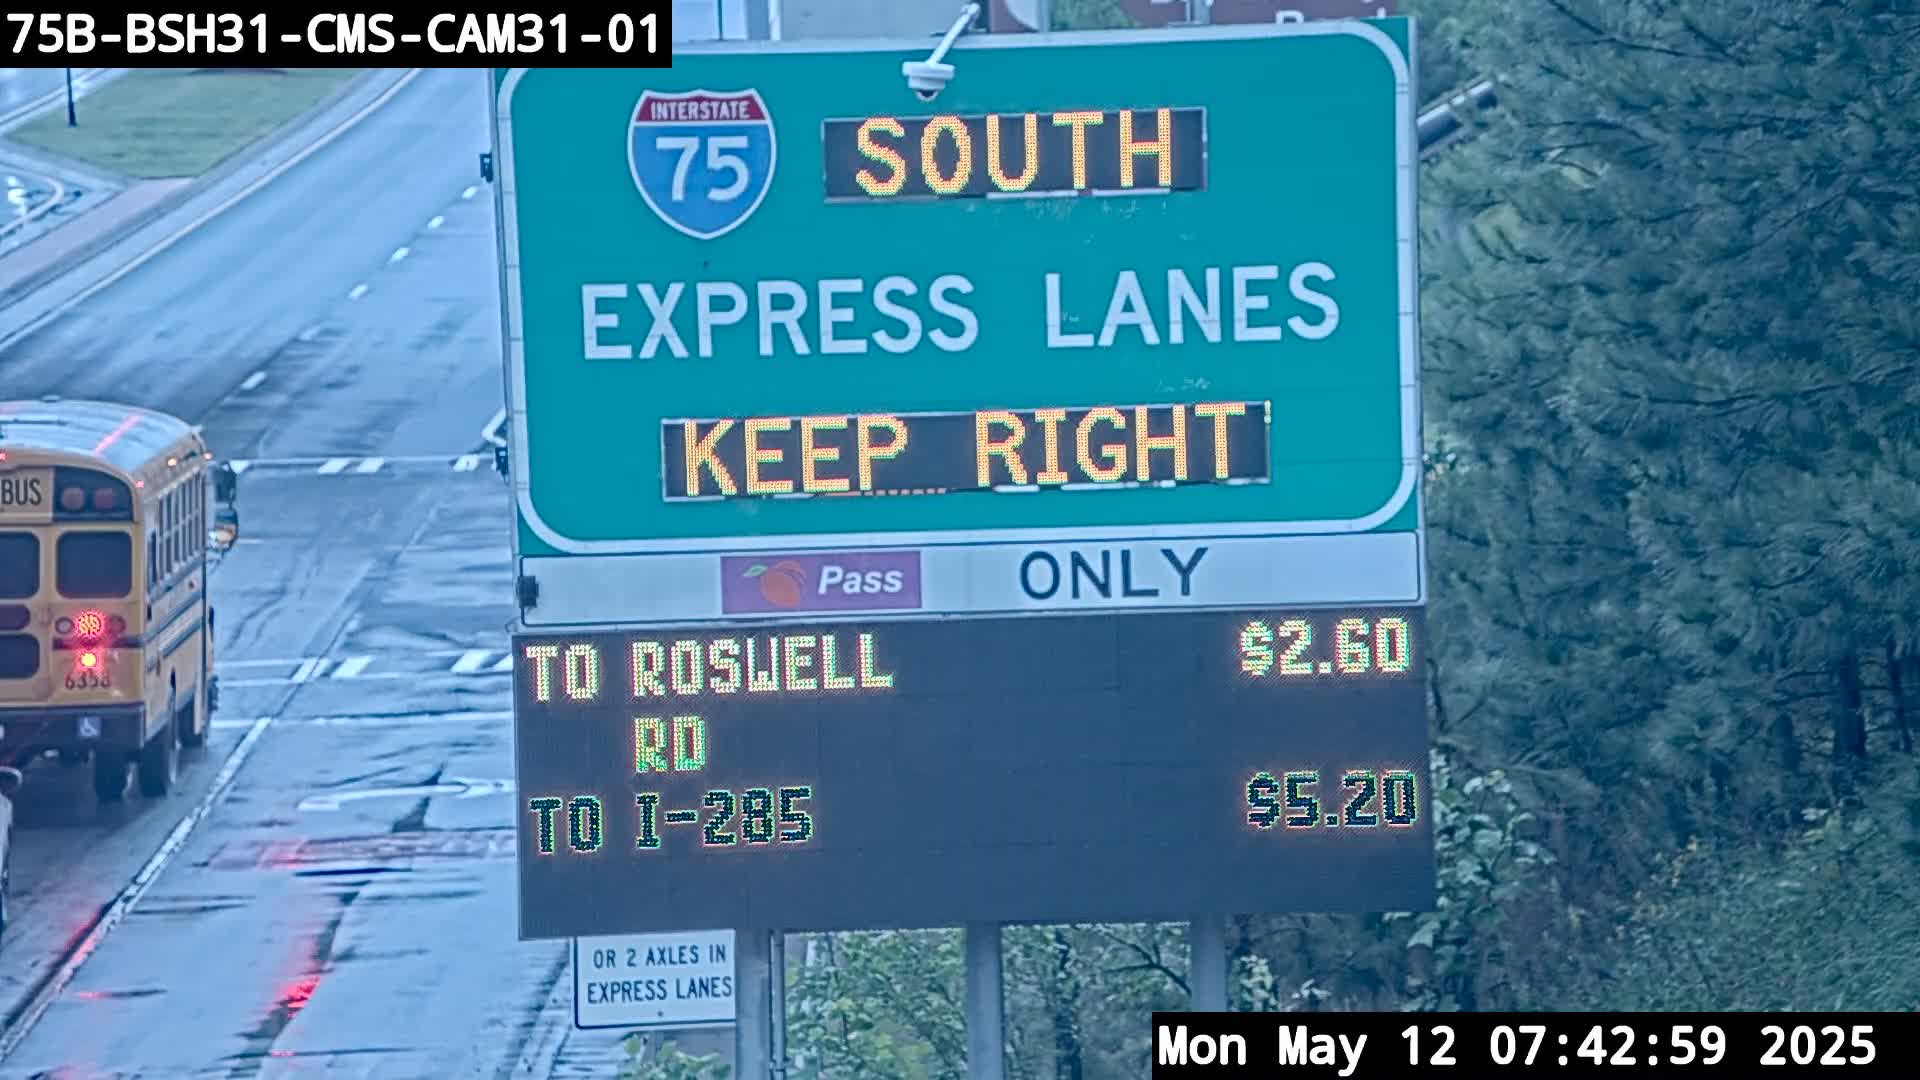 75B-BSH31-CMS-CAM31-01
INTERSTATE
75
SOUTH
EXPRESS LANES
KEEP RIGHT
Pass ONLY
TO ROSWELL $2.60
RD
TO I-285 $5.20
BUS
6358
OR 2 AXLES IN
EXPRESS LANES
Mon May 12 07:42:59 2025